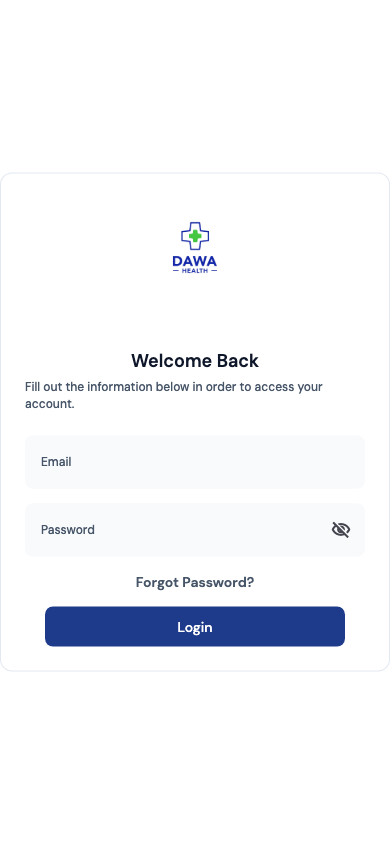 DAWA
HEALTH
Welcome Back
Fill out the information below in order to access your
account.
Email
Password
Forgot Password?
Login